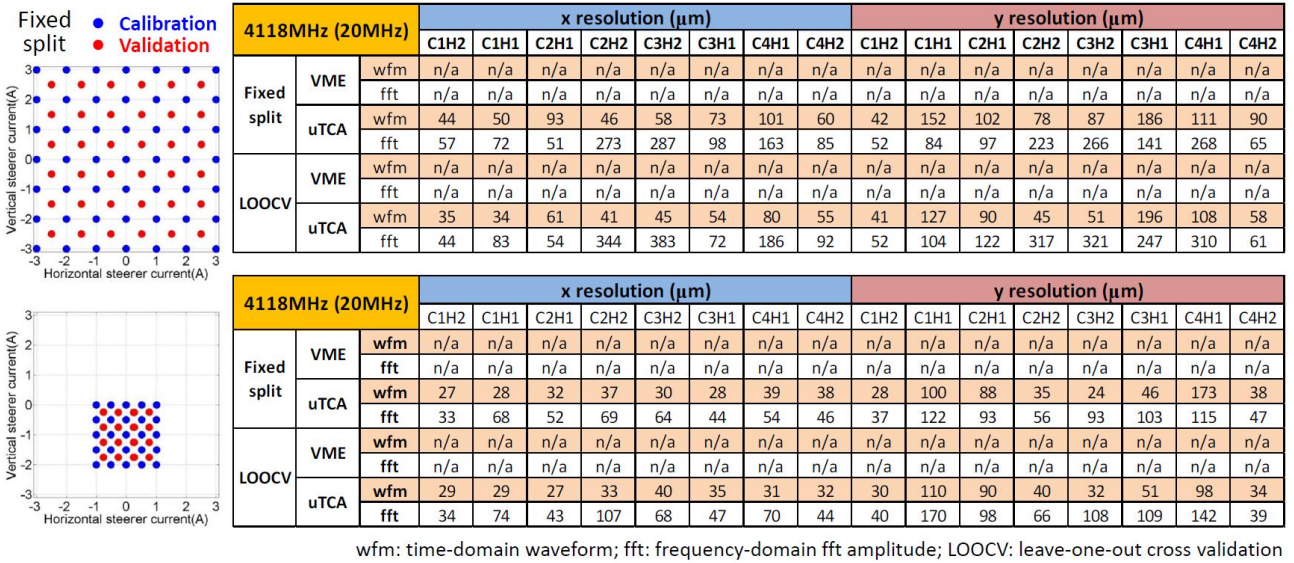 Fixed split
Calibration
Validation
3
2
1
0
-1
-2
-3
-3 -2 -1 0 1 2 3
Vertical steerer current(A)
Horizontal steerer current(A)
4118MHz (20MHz) x resolution (μm) y resolution (μm)
C1H2 C1H1 C2H1 C2H2 C3H2 C3H1 C4H1 C4H2 C1H2 C1H1 C2H1 C2H2 C3H2 C3H1 C4H1 C4H2
Fixed split VME wfm n/a n/a n/a n/a n/a n/a n/a n/a n/a n/a n/a n/a n/a n/a n/a n/a
fft n/a n/a n/a n/a n/a n/a n/a n/a n/a n/a n/a n/a n/a n/a n/a n/a
uTCA wfm 44 50 93 46 58 73 101 60 42 152 102 78 87 186 111 90
fft 57 72 51 273 287 98 163 85 52 84 97 223 266 141 268 65
LOOCV VME wfm n/a n/a n/a n/a n/a n/a n/a n/a n/a n/a n/a n/a n/a n/a n/a n/a
fft n/a n/a n/a n/a n/a n/a n/a n/a n/a n/a n/a n/a n/a n/a n/a n/a
uTCA wfm 35 34 61 41 45 54 80 55 41 127 90 45 51 196 108 58
fft 44 83 54 344 383 72 186 92 52 104 122 317 321 247 310 61
3
2
1
0
-1
-2
-3
-3 -2 -1 0 1 2 3
Vertical steerer current(A)
Horizontal steerer current(A)
4118MHz (20MHz) x resolution (μm) y resolution (μm)
C1H2 C1H1 C2H1 C2H2 C3H2 C3H1 C4H1 C4H2 C1H2 C1H1 C2H1 C2H2 C3H2 C3H1 C4H1 C4H2
Fixed split VME wfm n/a n/a n/a n/a n/a n/a n/a n/a n/a n/a n/a n/a n/a n/a n/a n/a
fft n/a n/a n/a n/a n/a n/a n/a n/a n/a n/a n/a n/a n/a n/a n/a n/a
uTCA wfm 27 28 32 37 30 28 39 38 28 100 88 35 24 46 173 38
fft 33 68 52 69 64 44 54 46 37 122 93 56 93 103 115 47
LOOCV VME wfm n/a n/a n/a n/a n/a n/a n/a n/a n/a n/a n/a n/a n/a n/a n/a n/a
fft n/a n/a n/a n/a n/a n/a n/a n/a n/a n/a n/a n/a n/a n/a n/a n/a
uTCA wfm 29 29 27 33 40 35 31 32 30 110 90 40 32 51 98 34
fft 34 74 43 107 68 47 70 44 40 170 98 66 108 109 142 39
wfm: time-domain waveform; fft: frequency-domain fft amplitude; LOOCV: leave-one-out cross validation